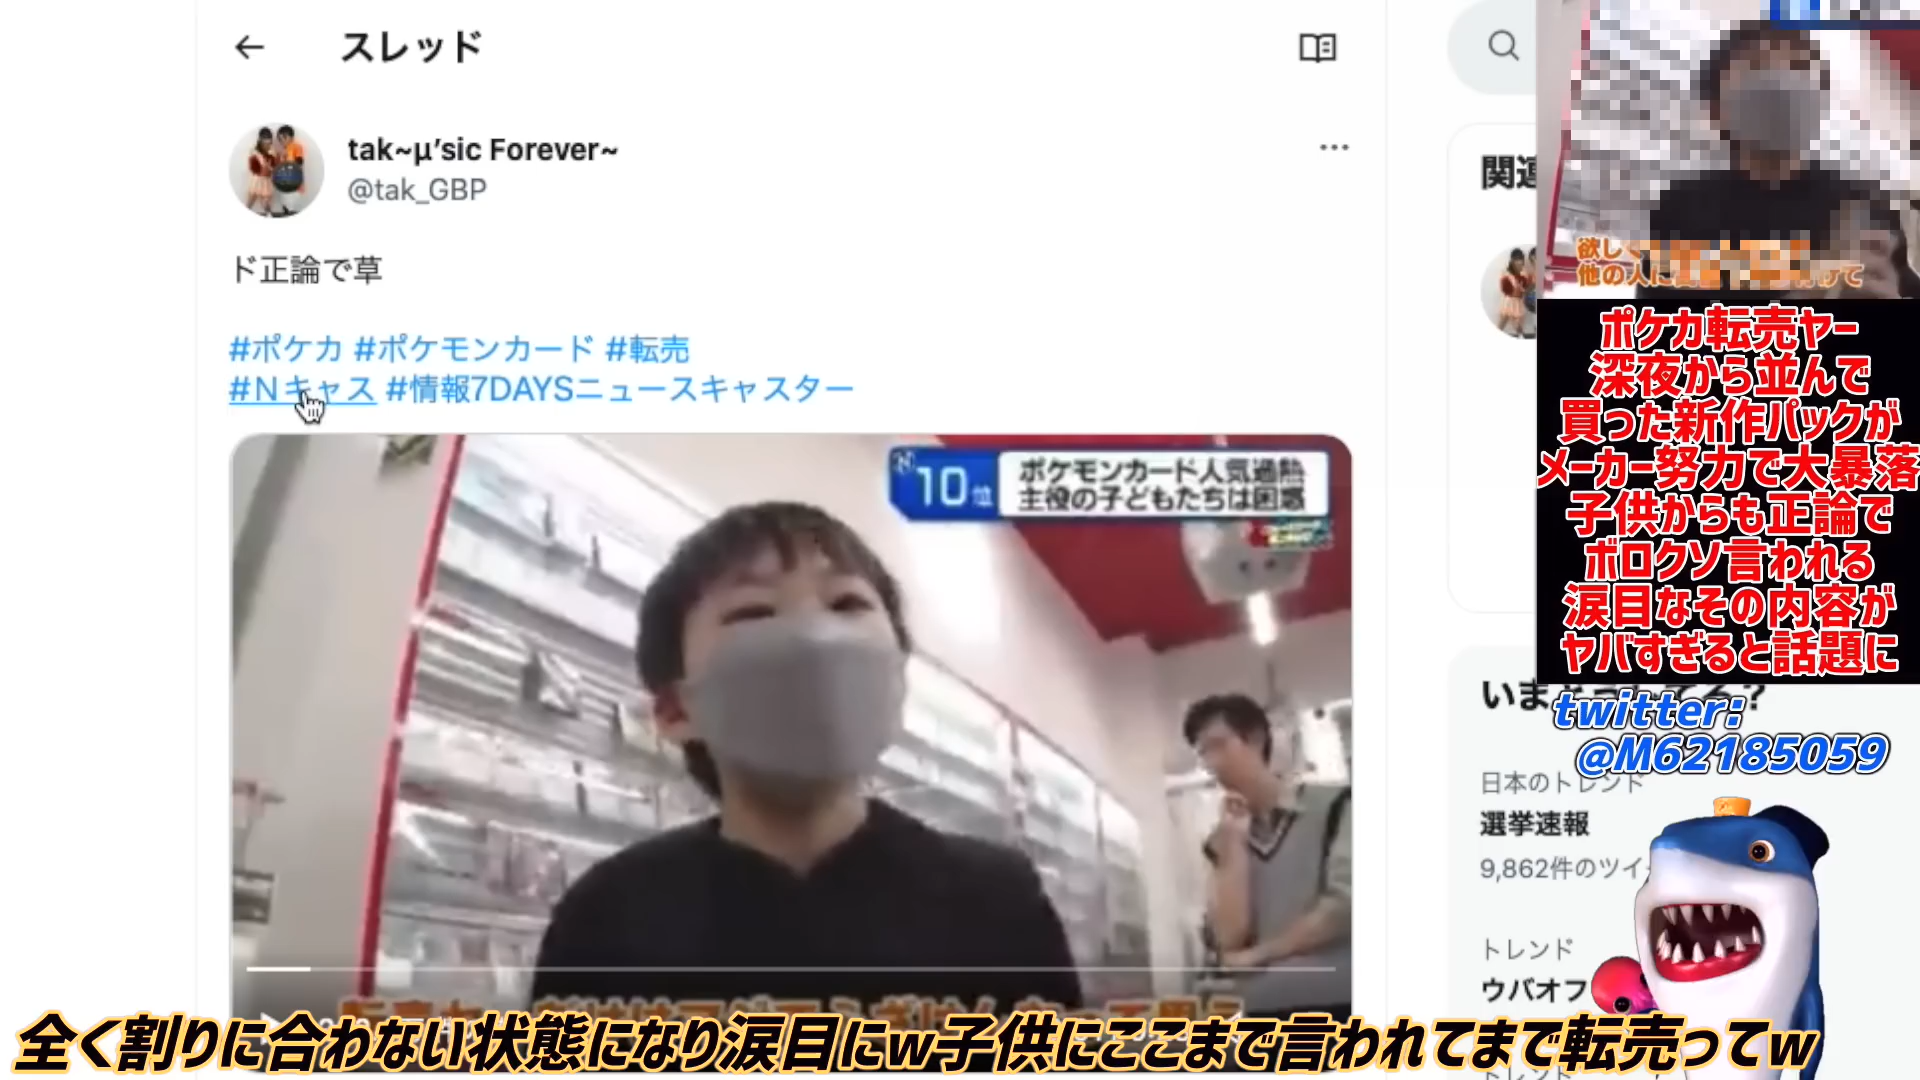 スレッド
tak~μ'sic Forever~
@tak_GBP
ド正論で草
#ポケカ #ポケモンカード #転売
#Nキャス #情報7DAYSニュースキャスター
10位
ポケモンカード人気過熱
主役の子どもたちは困惑
欲し
他の人に
ポケカ転売ヤー
深夜から並んで
買った新作パックが
メーカー努力で大暴落
子供からも正論で
ボロクソ言われる
涙目なその内容が
ヤバすぎると話題に
twitter:
@M62185059
日本のトレンド
選挙速報
9,862件のツイ
トレンド
ウバオフ
全く割りに合わない状態になり涙目にw子供にここまで言われてまで転売ってw